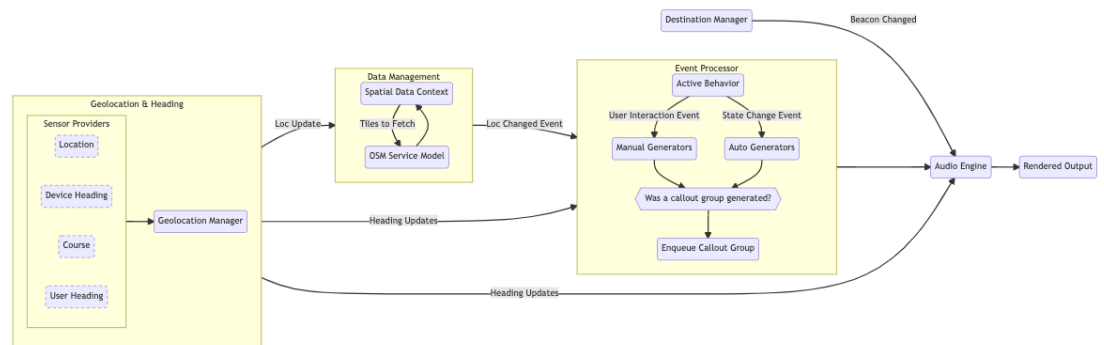 Destination Manager
Beacon Changed
Data Management
Spatial Data Context
Tiles to Fetch
OSM Service Model
Event Processor
Active Behavior
User Interaction Event
State Change Event
Manual Generators
Auto Generators
Was a callout group generated?
Enqueue Callout Group
Geolocation & Heading
Sensor Providers
Location
Device Heading
Course
User Heading
Geolocation Manager
Loc Update
Loc Changed Event
Heading Updates
Heading Updates
Audio Engine
Rendered Output